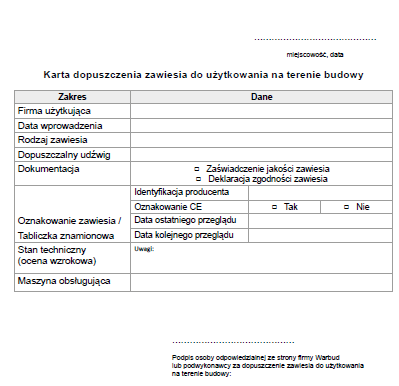 ...........................................
miejscowość, data
Karta dopuszczenia zawiesia do użytkowania na terenie budowy
Zakres Dane
Firma użytkująca
Data wprowadzenia
Rodzaj zawiesia
Dopuszczalny udźwig
Dokumentacja □ Zaświadczenie jakości zawiesia
□ Deklaracja zgodności zawiesia
Oznakowanie zawiesia /
Tabliczka znamionowa
Identyfikacja producenta
Oznakowanie CE □ Tak □ Nie
Data ostatniego przeglądu
Data kolejnego przeglądu
Stan techniczny
(ocena wzrokowa)
Uwagi:
Maszyna obsługująca
...........................................
Podpis osoby odpowiedzialnej ze strony firmy Warbud
lub podwykonawcy za dopuszczenie zawiesia do użytkowania
na terenie budowy: